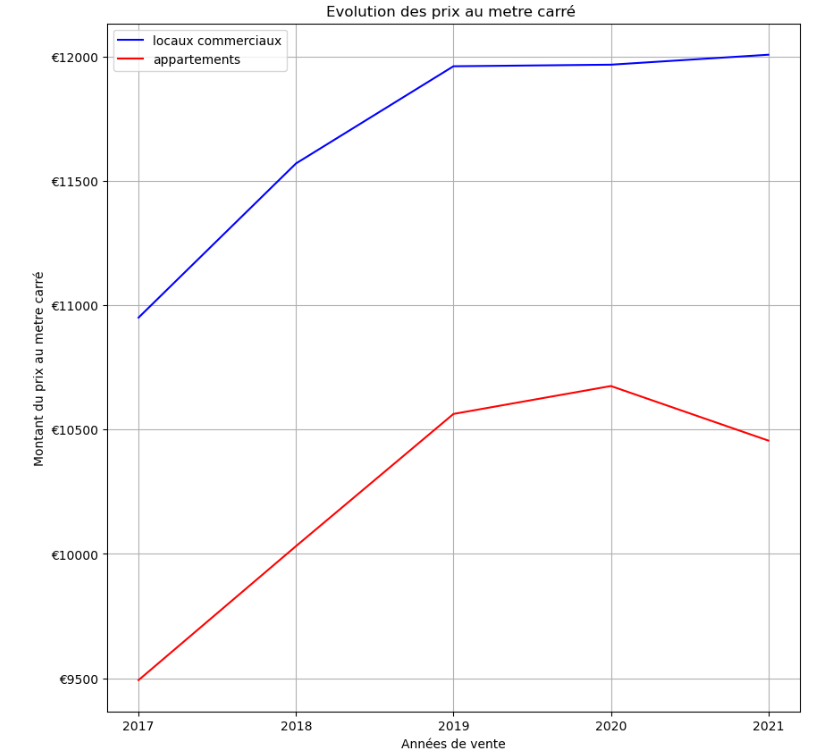 Evolution des prix au metre carré
locaux commerciaux
appartements
€12000
€11500
€11000
€10500
€10000
€9500
Montant du prix au metre carré
2017 2018 2019 2020 2021
Années de vente